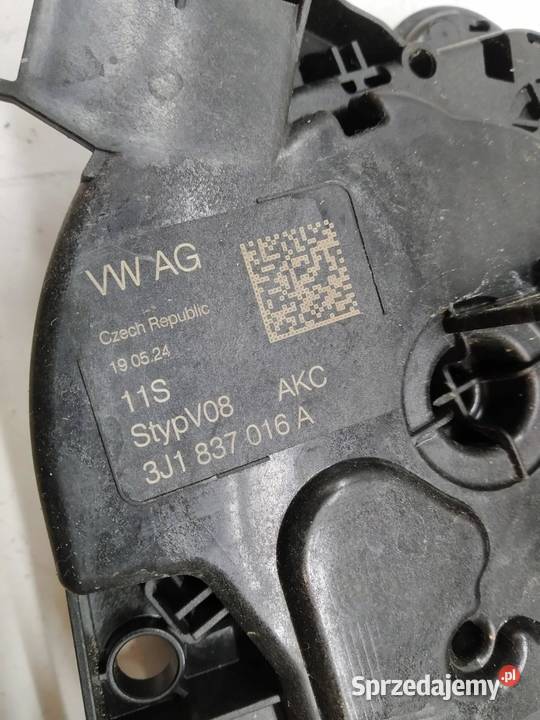 VW AG
Czech Republic
19.05.24
11S
StypV08 AKC
3J1 837 016 A
Sprzedajemy.pl